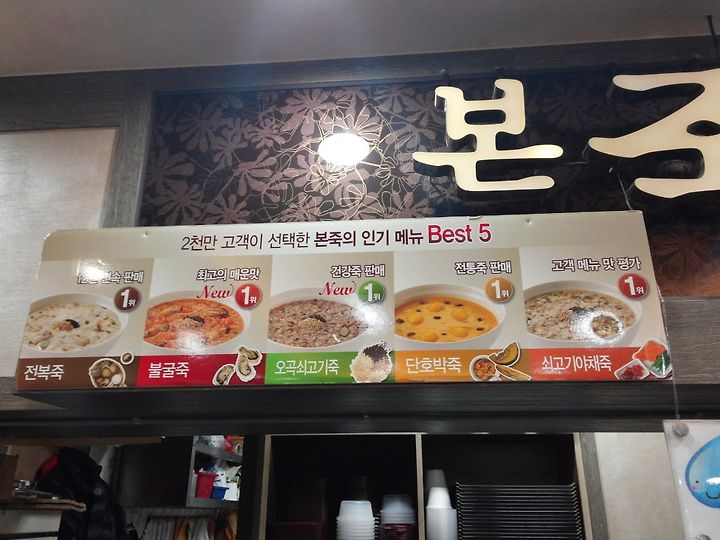 본죽
2천만 고객이 선택한 본죽의 인기 메뉴 Best 5
연속 판매 1위
전복죽
최고의 매운맛
New 1위
불굴죽
건강죽 판매
New 1위
오곡쇠고기죽
전통죽 판매 1위
단호박죽
고객 메뉴 맛 평가 1위
쇠고기야채죽